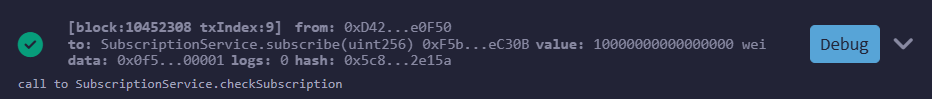 [block:10452308 txIndex:9] from: 0xD42...e0F50
to: SubscriptionService.subscribe(uint256) 0xF5b...eC30B value: 10000000000000000 wei
data: 0x0f5...00001 logs: 0 hash: 0x5c8...2e15a
Debug
call to SubscriptionService.checkSubscription